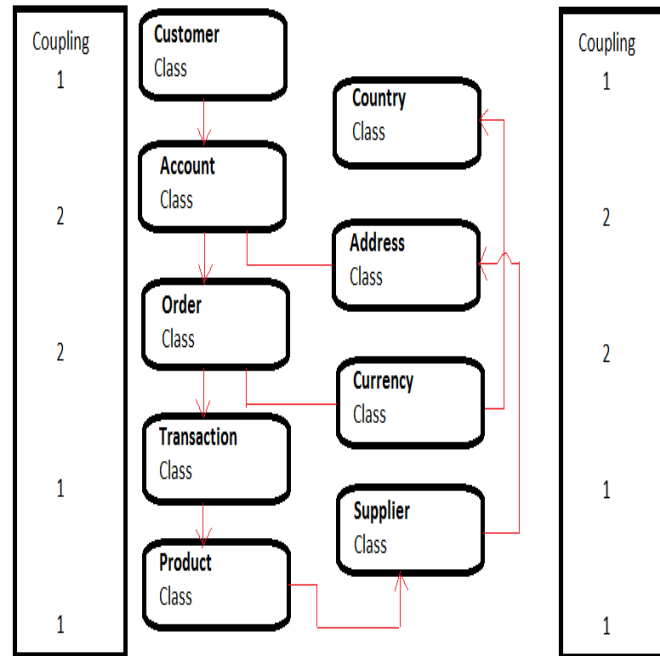 Coupling
1
2
2
1
1
Customer
Class
Account
Class
Order
Class
Transaction
Class
Product
Class
Country
Class
Address
Class
Currency
Class
Supplier
Class
Coupling
1
2
2
1
1